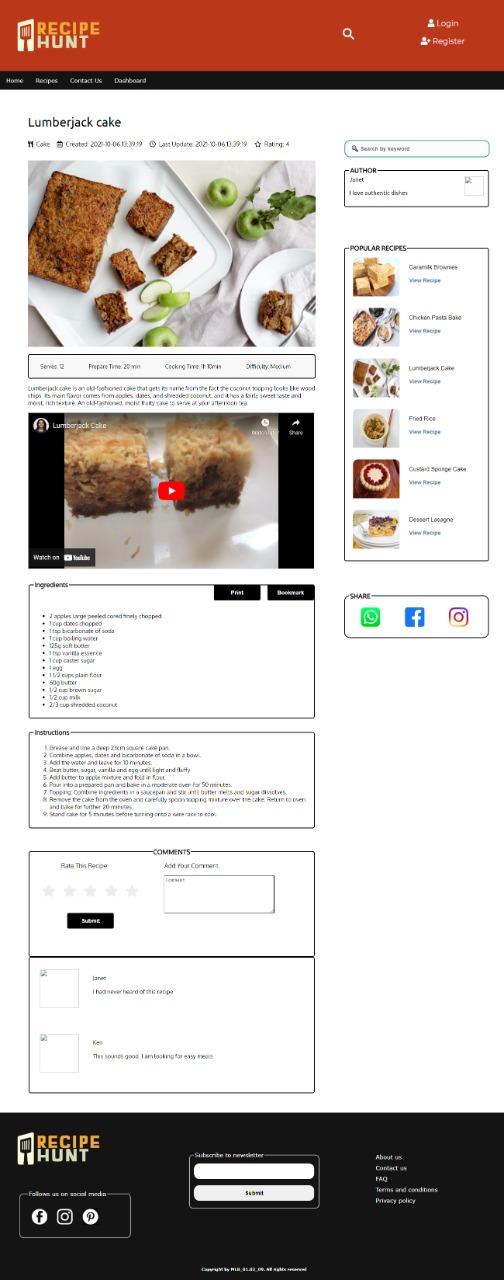 RECIPE
HUNT
Login
Register
Home Recipes Contact Us Dashboard
Lumberjack cake
Cake Created: 2021-10-06 13:39:19 Last Update: 2021-10-06 13:39:19 Rating: 4
Serves: 12 Prepare Time: 20 min Cooking Time: 1h 10min Difficulty: Medium
Lumberjack cake is an old-fashioned cake that gets its name from the fact the coconut topping looks like wood
chips. Its main flavor comes from apples, dates, and shredded coconut, and it has a fairly sweet taste and
moist, rich texture. An old-fashioned, moist fruity cake to serve at your afternoon tea.
Lumberjack Cake
Watch later Share
Watch on YouTube
Ingredients
Print Bookmark
2 apples large peeled cored finely chopped
1 cup dates chopped
1 tsp bicarbonate of soda
1 cup boiling water
125g soft butter
1 tsp vanilla essence
1 cup caster sugar
1 egg
1 1/2 cups plain flour
60g butter
1/2 cup brown sugar
1/2 cup milk
2/3 cup shredded coconut
Instructions
1. Grease and line a deep 23cm square cake pan.
2. Combine apples, dates and bicarbonate of soda in a bowl.
3. Add the water and leave for 10 minutes.
4. Beat butter, sugar, vanilla and egg until light and fluffy.
5. Add butter to apple mixture and fold in flour.
6. Pour into a prepared pan and bake in a moderate oven for 50 minutes.
7. Topping: Combine ingredients in a saucepan and stir until butter melts and sugar dissolves.
8. Remove the cake from the oven and carefully spoon topping mixture over the cake. Return to oven
and bake for further 20 minutes.
9. Stand cake for 5 minutes before turning onto a wire rack to cool.
COMMENTS
Rate This Recipe
Submit
Add Your Comment
Comment
Janet
I had never heard of this recipe
Ken
This sounds good. I am looking for easy meals
Search by keyword
AUTHOR
Janet
I love authentic dishes
POPULAR RECIPES
Caramilk Brownies
View Recipe
Chicken Pasta Bake
View Recipe
Lumberjack Cake
View Recipe
Fried Rice
View Recipe
Custard Sponge Cake
View Recipe
Dessert Lasagne
View Recipe
SHARE
RECIPE
HUNT
Follows us on social media
Subscribe to newsletter
Submit
About us
Contact us
FAQ
Terms and conditions
Privacy policy
Copyright by MLB_01.02_09. All rights reserved